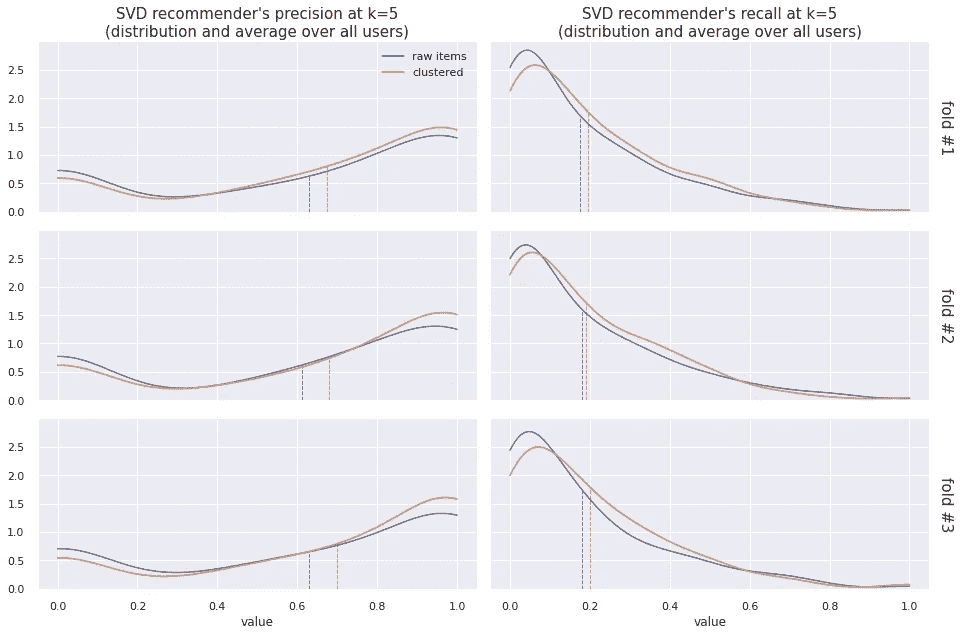 SVD recommender's precision at k=5
(distribution and average over all users)
SVD recommender's recall at k=5
(distribution and average over all users)
raw items
clustered
2.5
2.0
1.5
1.0
0.5
0.0
fold #1
2.5
2.0
1.5
1.0
0.5
0.0
fold #2
2.5
2.0
1.5
1.0
0.5
0.0
fold #3
0.0 0.2 0.4 0.6 0.8 1.0
value
0.0 0.2 0.4 0.6 0.8 1.0
value